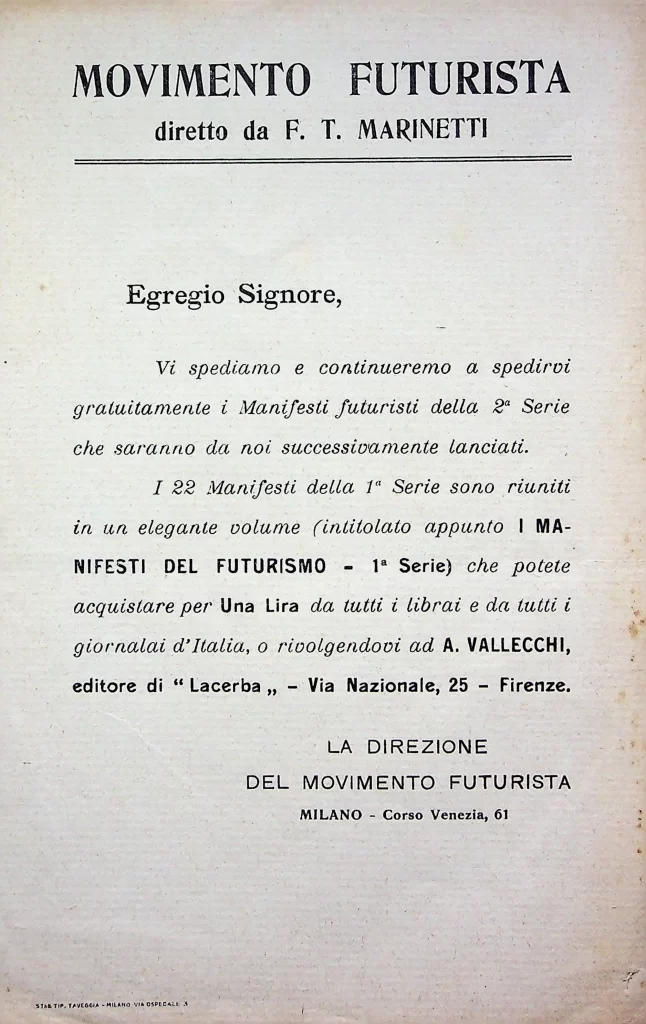 MOVIMENTO FUTURISTA
diretto da F. T. MARINETTI
Egregio Signore,
Vi spediamo e continueremo a spedirvi
gratuitamente i Manifesti futuristi della 2ª Serie
che saranno da noi successivamente lanciati.
I 22 Manifesti della 1ª Serie sono riuniti
in un elegante volume (intitolato appunto I MA-
NIFESTI DEL FUTURISMO - 1ª Serie) che potete
acquistare per Una Lira da tutti i librai e da tutti i
giornalai d'Italia, o rivolgendovi ad A. VALLECCHI,
editore di “ Lacerba „ - Via Nazionale, 25 - Firenze.
LA DIREZIONE
DEL MOVIMENTO FUTURISTA
MILANO - Corso Venezia, 61
STAB. TIP. TAVEGGIA - MILANO VIA OSPEDALE 3